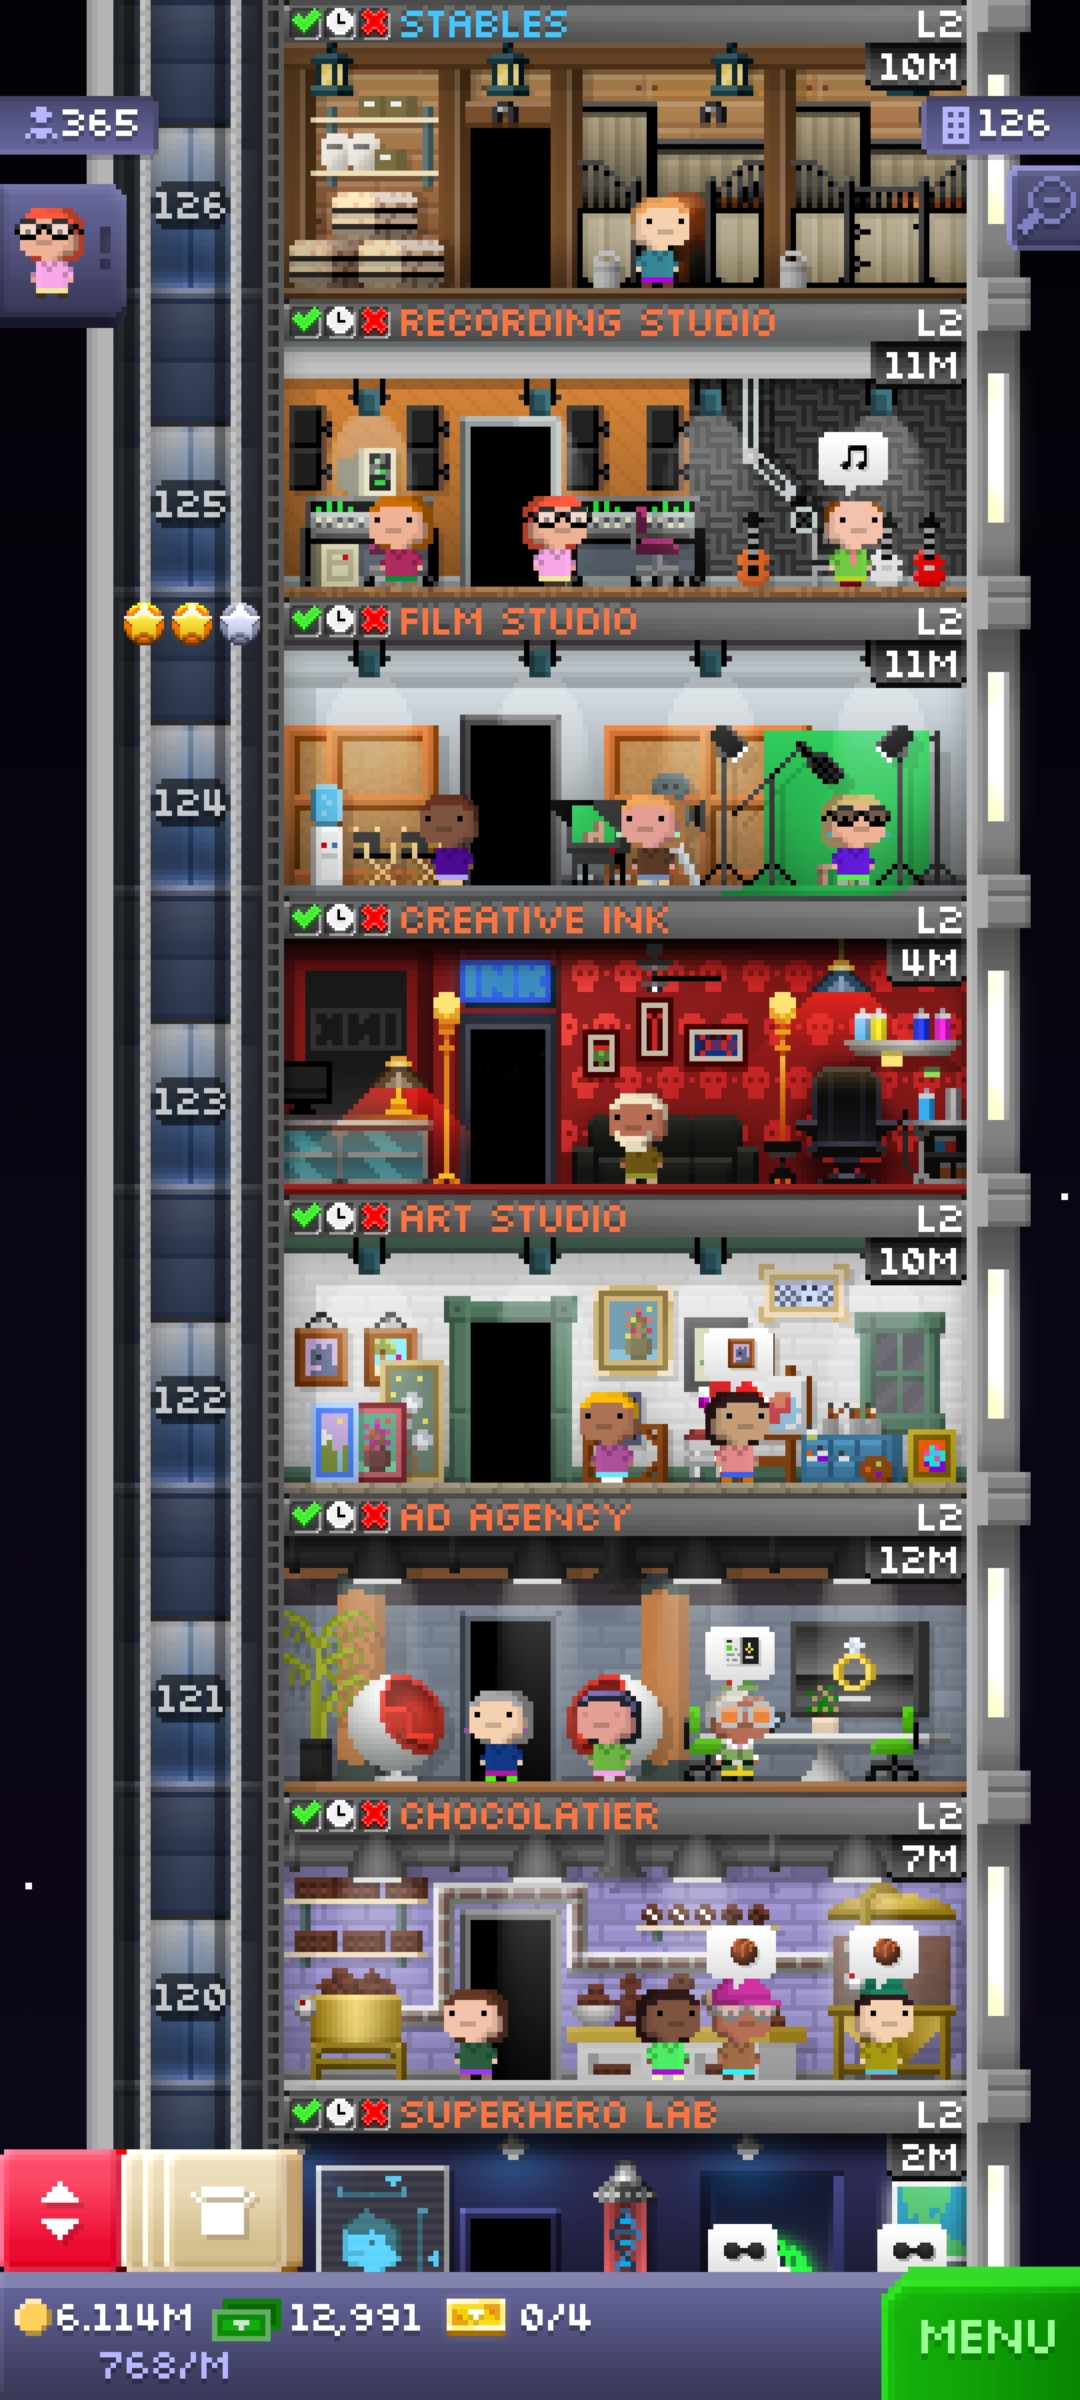 STABLES L2
10M
365
126
126
RECORDING STUDIO L2
11M
125
FILM STUDIO L2
11M
124
CREATIVE INK L2
4M
INK
123
ART STUDIO L2
10M
122
AD AGENCY L2
12M
121
CHOCOLATIER L2
7M
120
SUPERHERO LAB L2
2M
6.114M 12,991 0/4
768/M
MENU